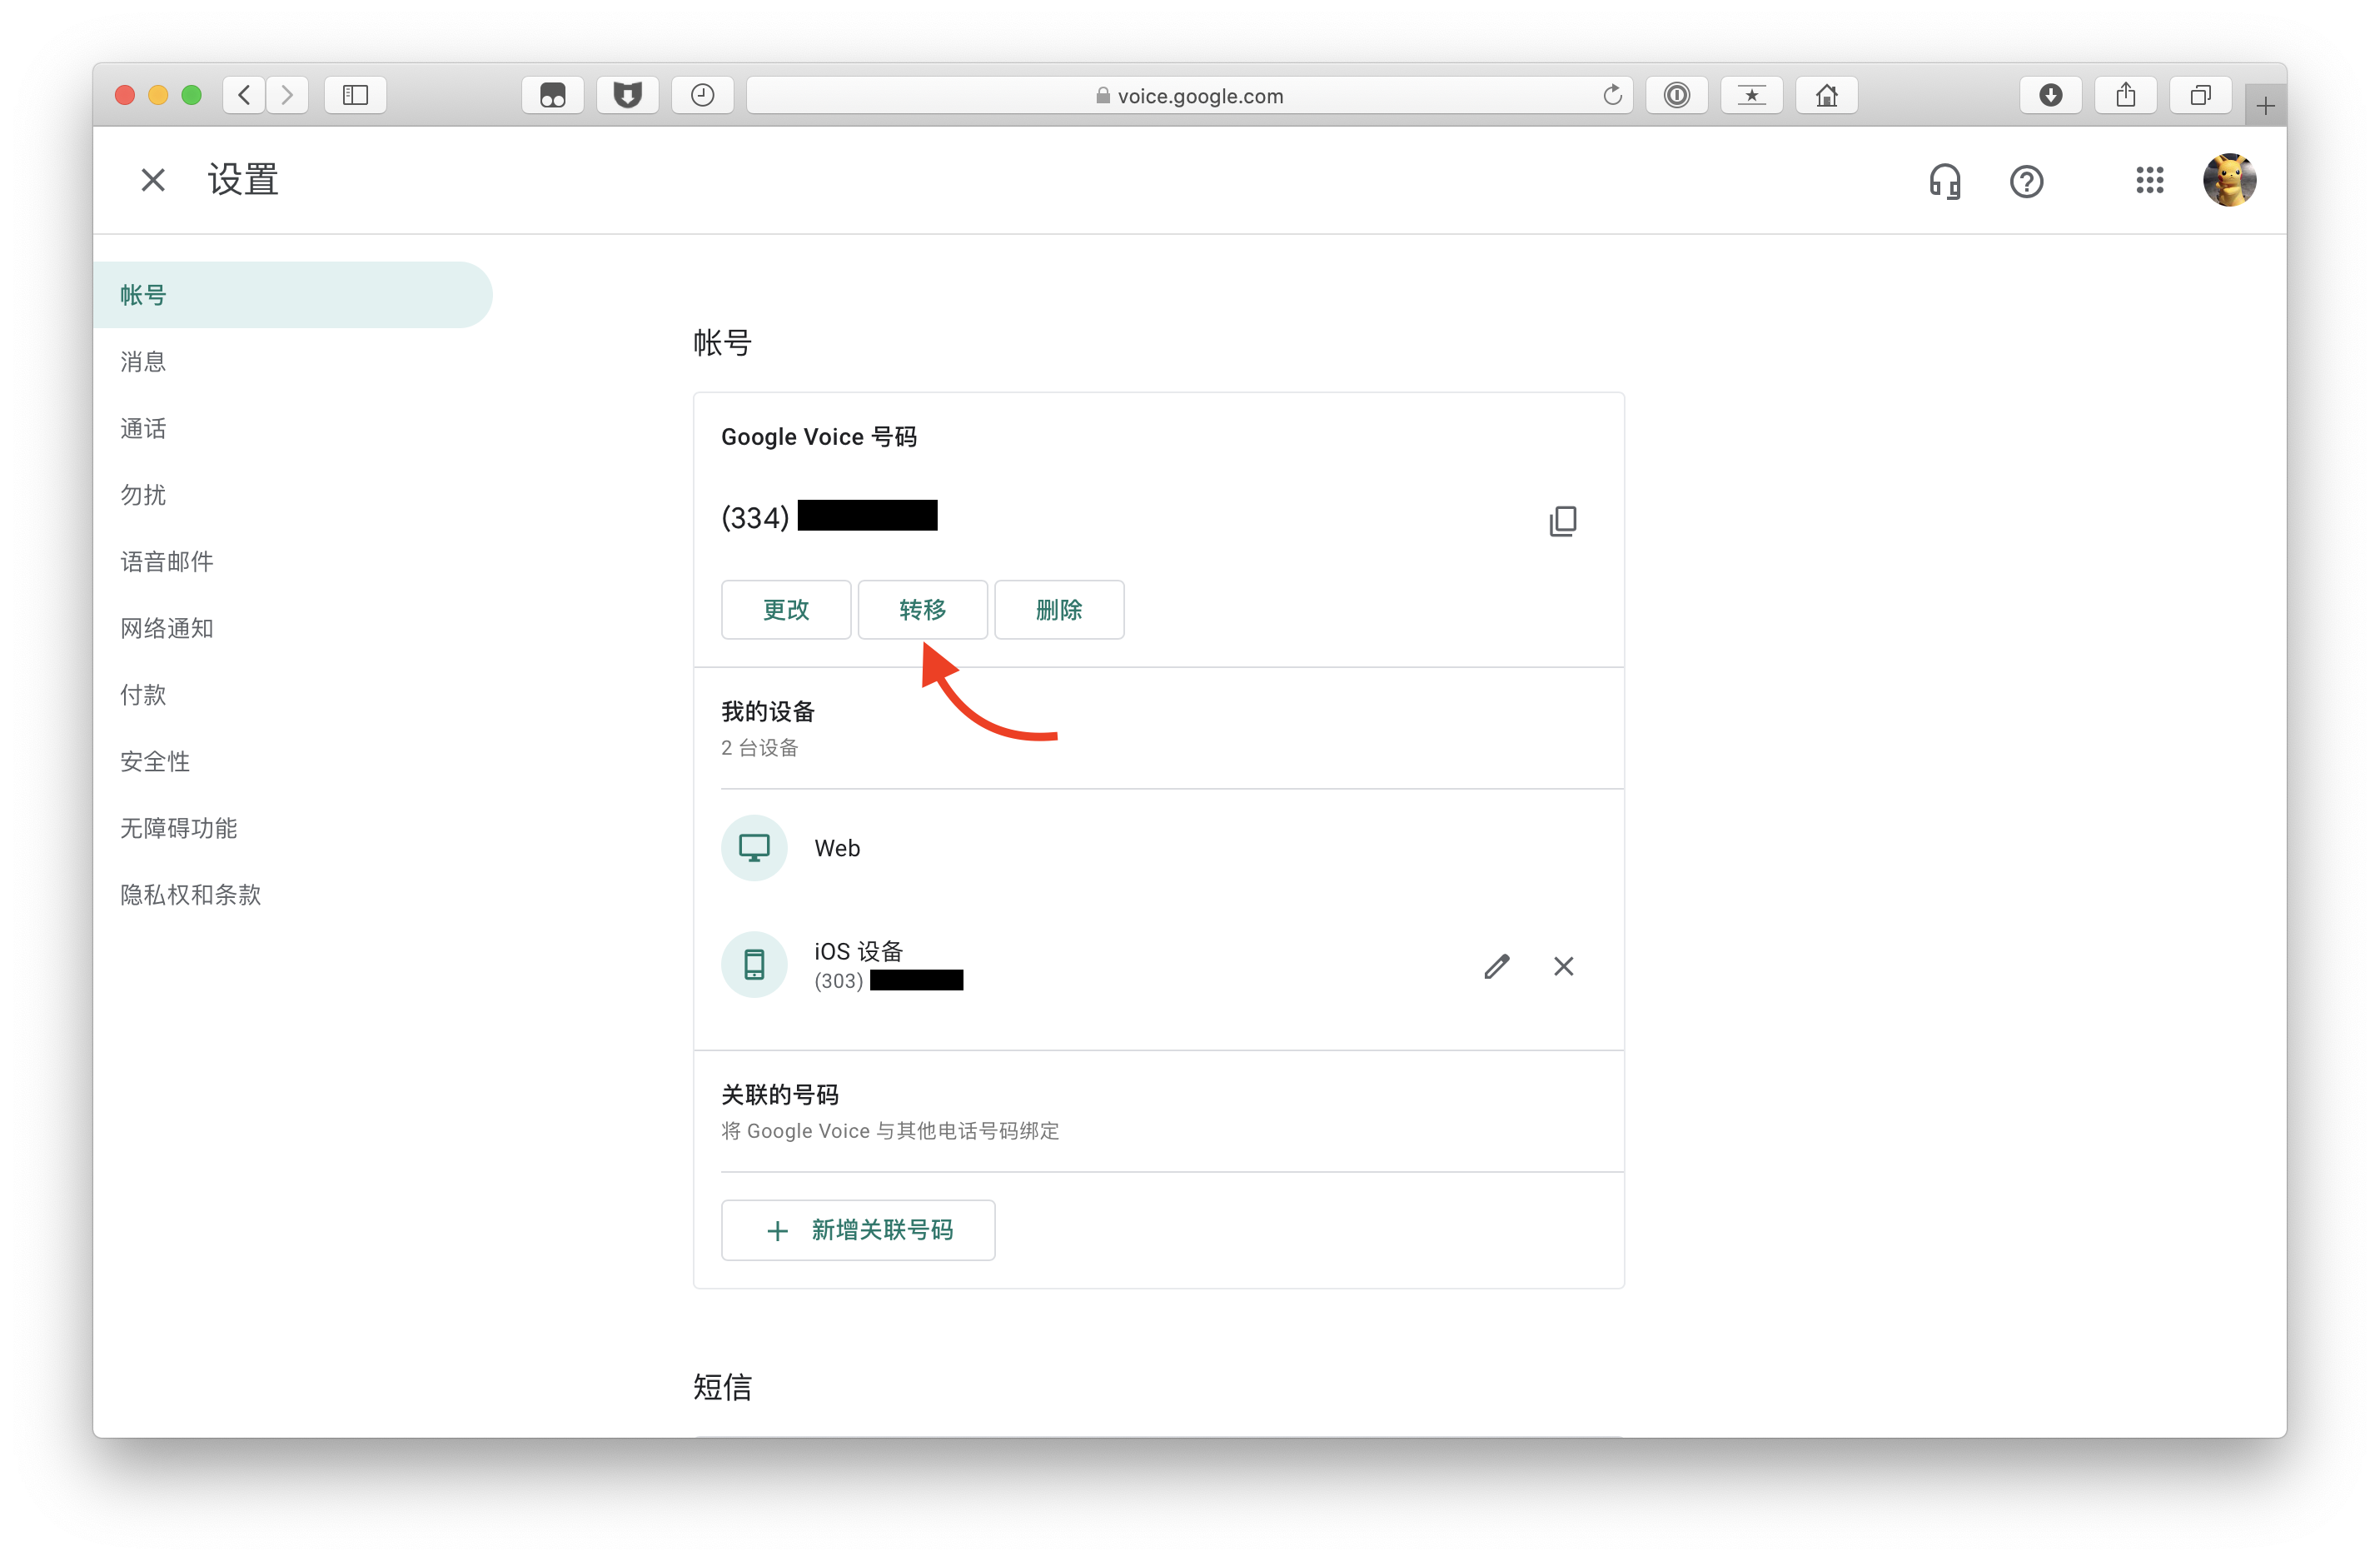 voice.google.com
设置
帐号
消息
通话
勿扰
语音邮件
网络通知
付款
安全性
无障碍功能
隐私权和条款
帐号
Google Voice 号码
(334)
更改 转移 删除
我的设备
2 台设备
Web
iOS 设备
(303)
关联的号码
将 Google Voice 与其他电话号码绑定
+ 新增关联号码
短信